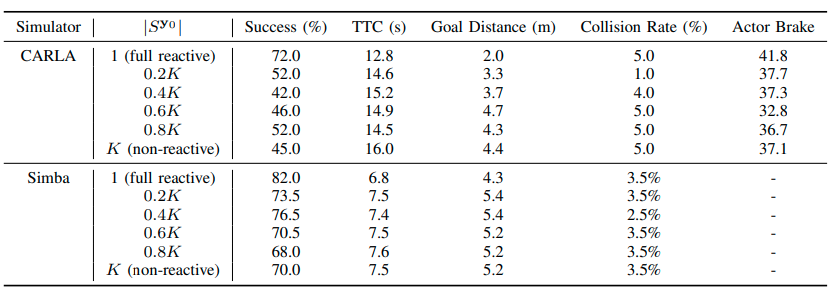 Simulator |S^y0| Success (%) TTC (s) Goal Distance (m) Collision Rate (%) Actor Brake
CARLA 1 (full reactive) 72.0 12.8 2.0 5.0 41.8
0.2K 52.0 14.6 3.3 1.0 37.7
0.4K 42.0 15.2 3.7 4.0 37.3
0.6K 46.0 14.9 4.7 5.0 32.8
0.8K 52.0 14.5 4.3 5.0 36.7
K (non-reactive) 45.0 16.0 4.4 5.0 37.1
Simba 1 (full reactive) 82.0 6.8 4.3 3.5% -
0.2K 73.5 7.5 5.4 3.5% -
0.4K 76.5 7.4 5.4 2.5% -
0.6K 70.5 7.5 5.2 3.5% -
0.8K 68.0 7.6 5.2 3.5% -
K (non-reactive) 70.0 7.5 5.2 3.5% -